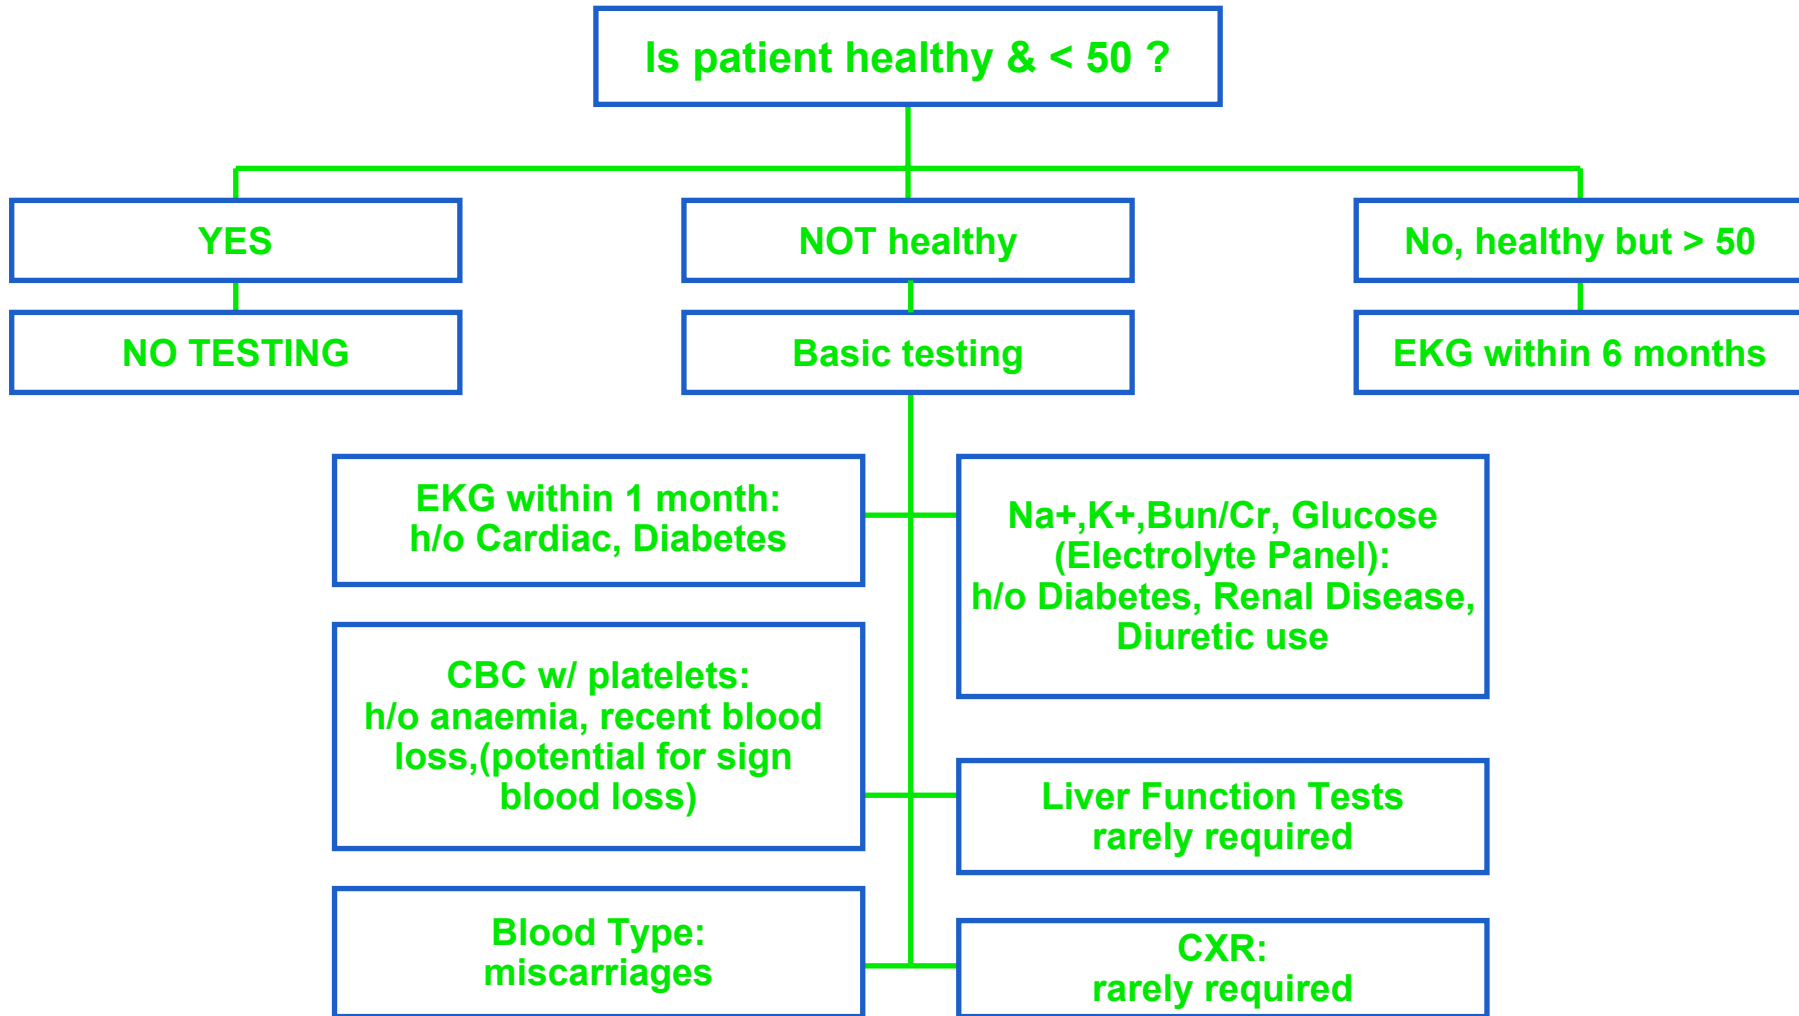 Is patient healthy & < 50 ?
YES
NOT healthy
No, healthy but > 50
NO TESTING
Basic testing
EKG within 6 months
EKG within 1 month:
h/o Cardiac, Diabetes
Na+,K+,Bun/Cr, Glucose
(Electrolyte Panel):
h/o Diabetes, Renal Disease,
Diuretic use
CBC w/ platelets:
h/o anaemia, recent blood
loss,(potential for sign
blood loss)
Liver Function Tests
rarely required
Blood Type:
miscarriages
CXR:
rarely required